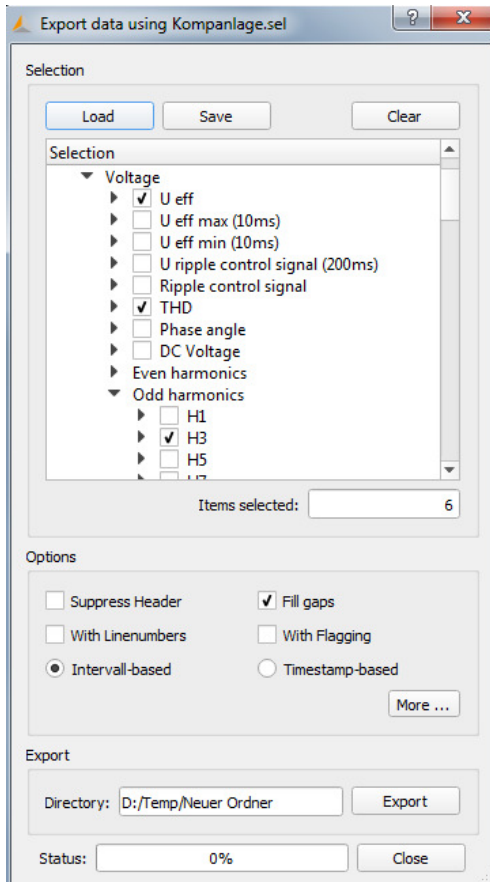 Export data using Kompanlage.sel
Selection
Load Save Clear
Selection
Voltage
U eff
U eff max (10ms)
U eff min (10ms)
U ripple control signal (200ms)
Ripple control signal
THD
Phase angle
DC Voltage
Even harmonics
Odd harmonics
H1
H3
H5
Items selected: 6
Options
Suppress Header Fill gaps
With Linenumbers With Flagging
Intervall-based Timestamp-based
More ...
Export
Directory: D:/Temp/Neuer Ordner Export
Status: 0% Close